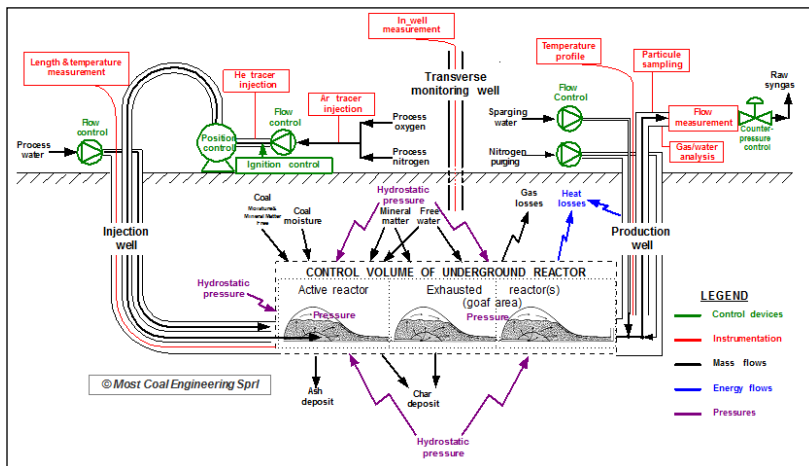 In_well
measurement
Length & temperature
measurement
He tracer
injection
Ar tracer
injection
Transverse
monitoring well
Temperature
profile
Particule
sampling
Raw
syngas
Flow
control
Process
water
Position
control
Flow
control
Ignition control
Process
oxygen
Process
nitrogen
Flow
Control
Sparging
water
Nitrogen
purging
Flow
measurement
Counter-
pressure
control
Gas/water
analysis
Coal
Moisture& Mineral Matter
Free
Coal
moisture
Hydrostatic
pressure
Mineral
matter
Free
water
Gas
losses
Heat
losses
Injection
well
Production
well
Hydrostatic
pressure
CONTROL VOLUME OF UNDERGROUND REACTOR
Active reactor
Exhausted reactor(s)
(goaf area)
Pressure
Pressure
© Most Coal Engineering Sprl
Ash
deposit
Char
deposit
Hydrostatic
pressure
LEGEND
Control devices
Instrumentation
Mass flows
Energy flows
Pressures